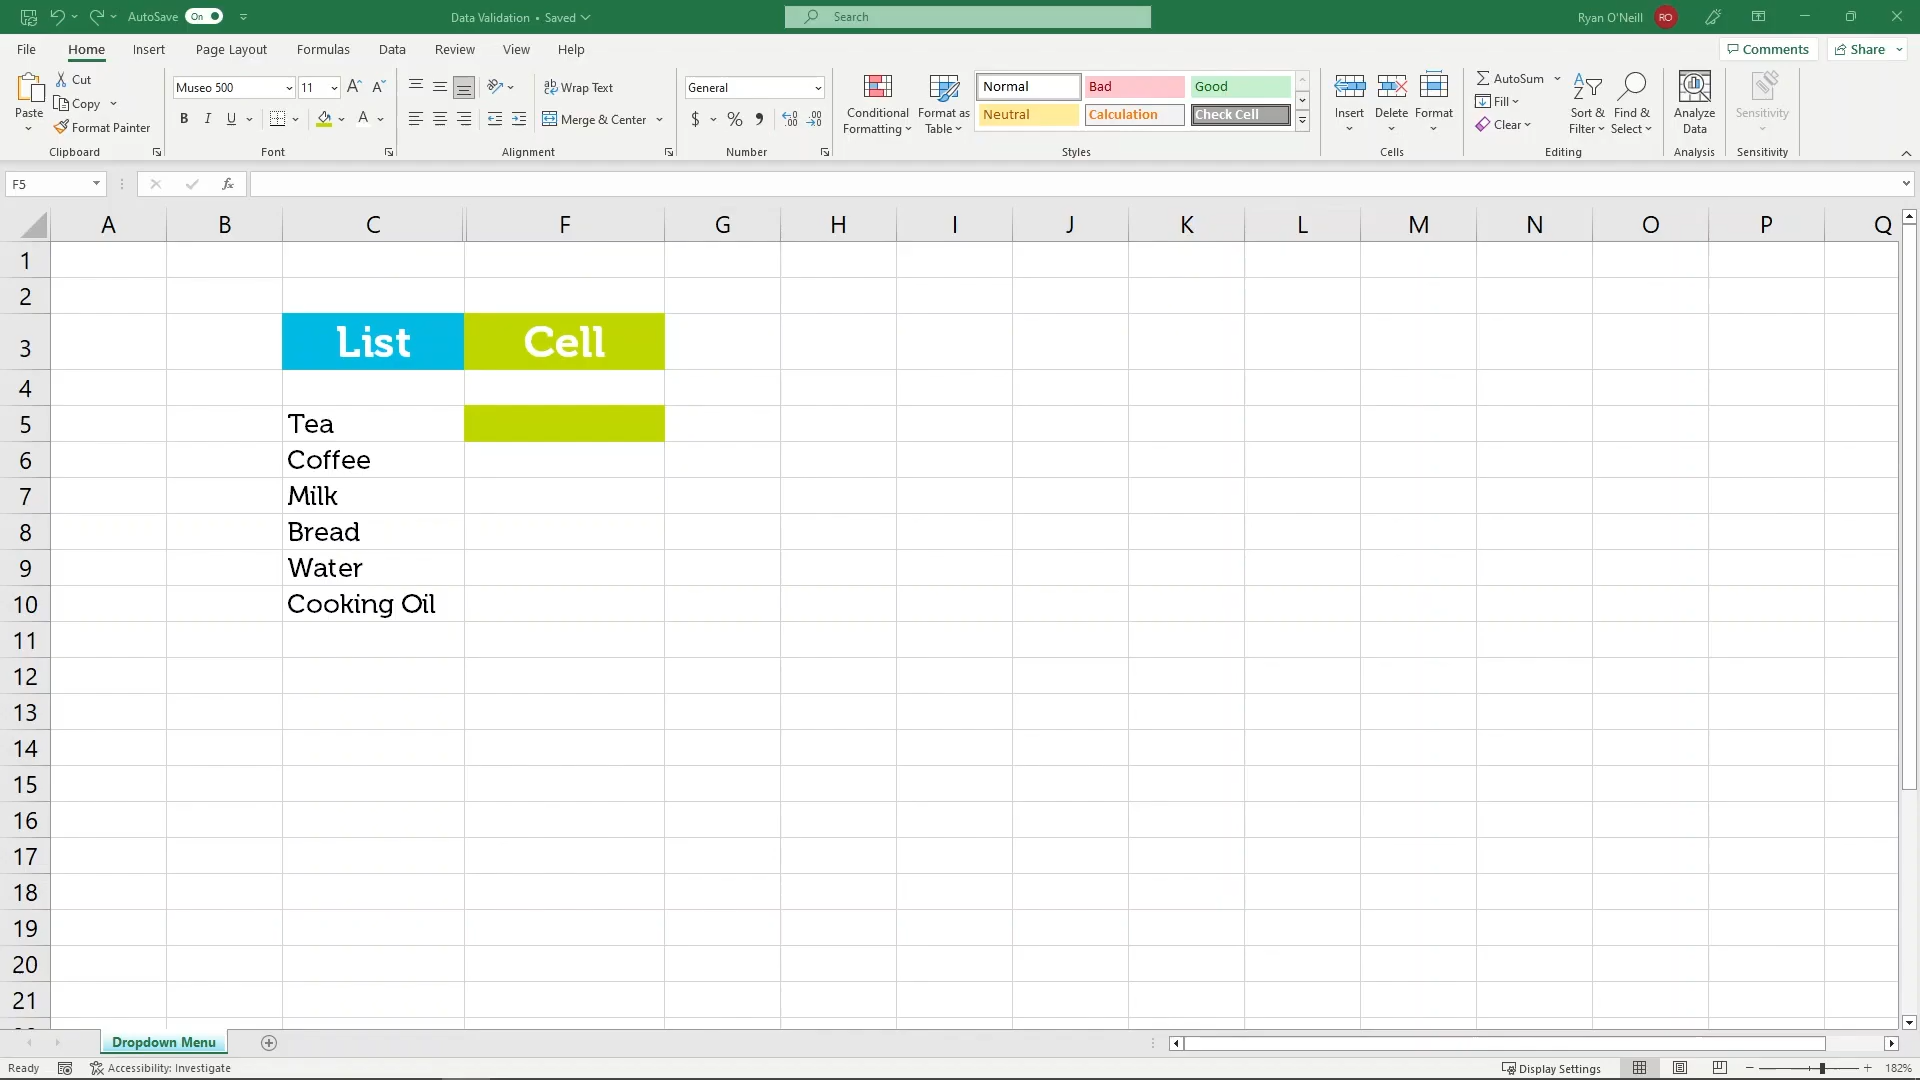 AutoSave On Data Validation • Saved Search Ryan O'Neill RO
File Home Insert Page Layout Formulas Data Review View Help Comments Share
Paste Cut Copy Format Painter Clipboard
Museo 500 11 A A B I U A Font
ab Wrap Text Merge & Center Alignment
General $ % 9 .00 .00 Number
Conditional Formatting Format as Table
Normal Bad Good
Neutral Calculation Check Cell
Styles
Insert Delete Format
Cells
AutoSum Fill Clear Sort & Filter Find & Select
Editing
Analyze Data
Analysis
Sensitivity
Sensitivity
F5 fx
A B C F G H I J K L M N O P Q
1
2
3 List Cell
4
5 Tea
6 Coffee
7 Milk
8 Bread
9 Water
10 Cooking Oil
11
12
13
14
15
16
17
18
19
20
21
Dropdown Menu
Ready Accessibility: Investigate Display Settings 182%